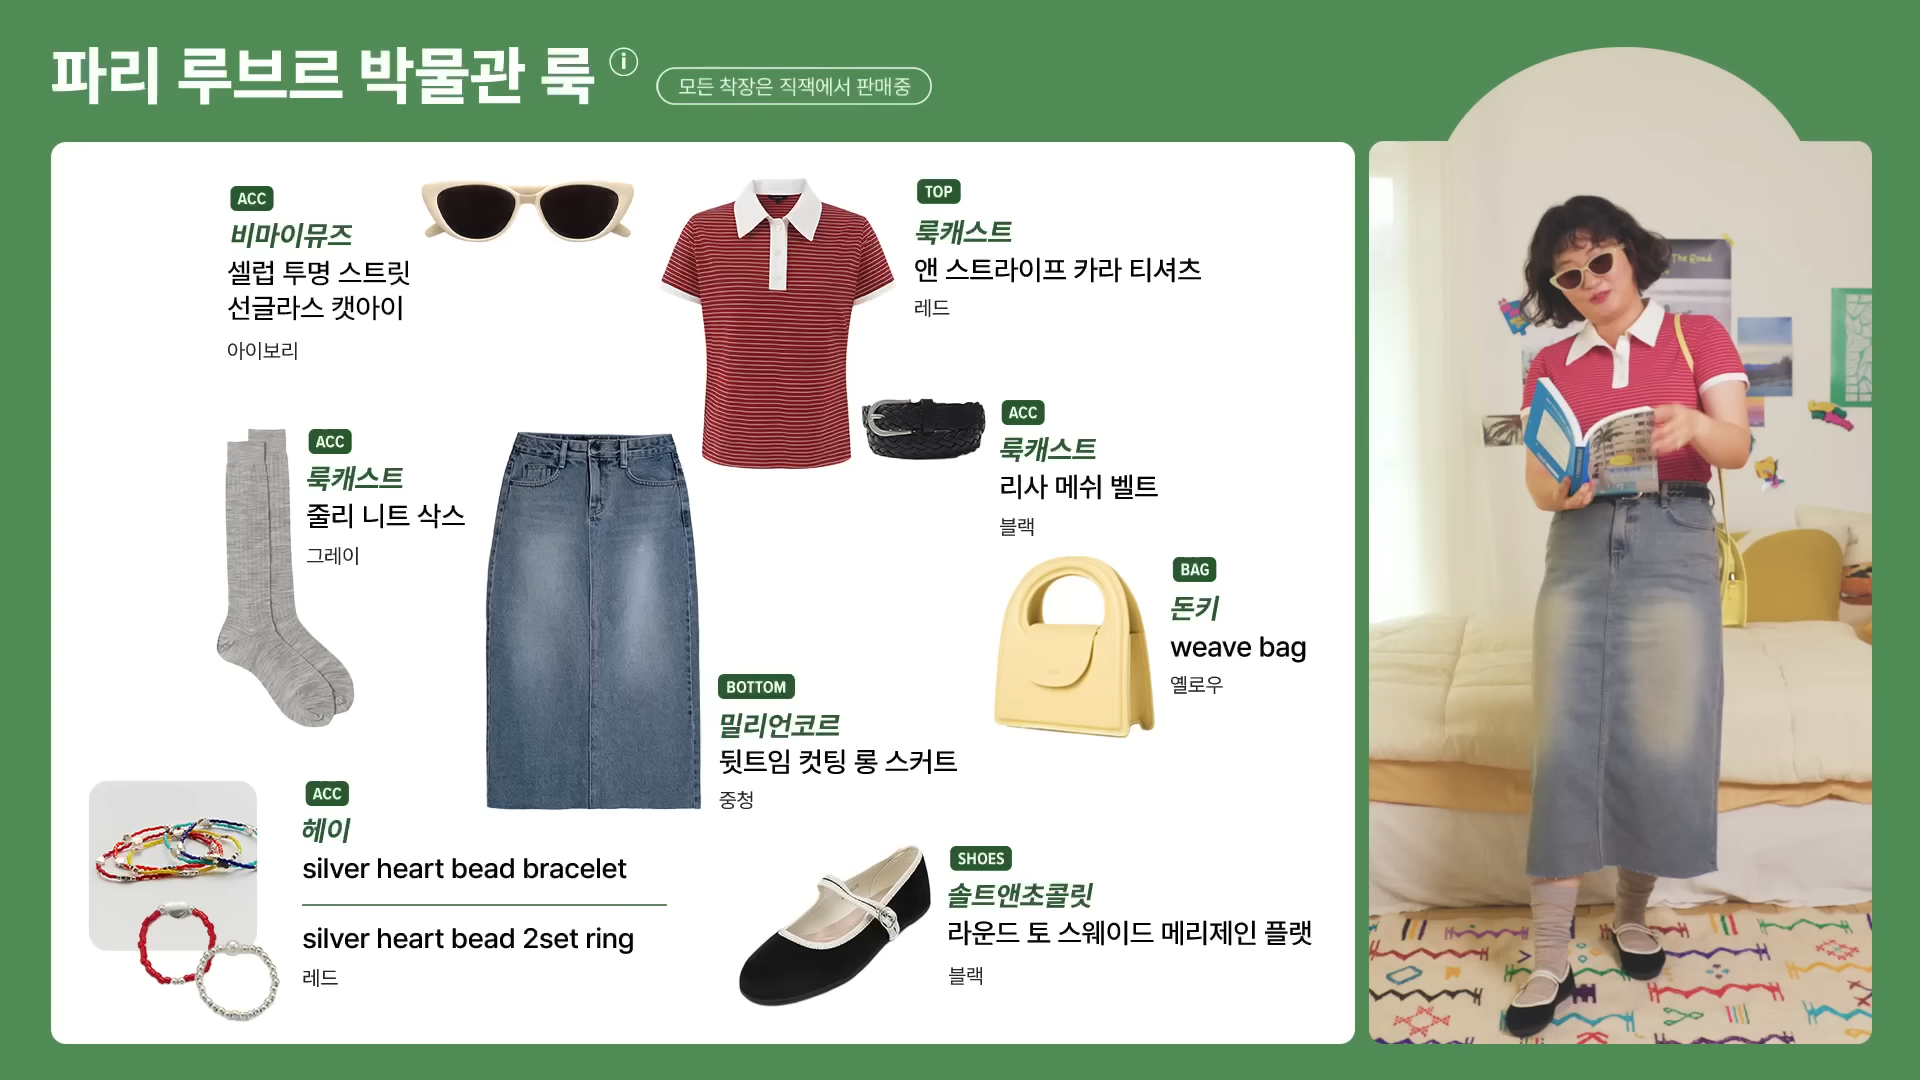 파리 루브르 박물관 룩
모든 착장은 직잭에서 판매중
ACC
비마이뮤즈
셀럽 투명 스트릿
선글라스 캣아이
아이보리
TOP
룩캐스트
앤 스트라이프 카라 티셔츠
레드
ACC
룩캐스트
줄리 니트 삭스
그레이
ACC
룩캐스트
리사 메쉬 벨트
블랙
BAG
돈키
weave bag
옐로우
BOTTOM
밀리언코르
뒷트임 컷팅 롱 스커트
중청
ACC
헤이
silver heart bead bracelet
silver heart bead 2set ring
레드
SHOES
솔트앤초콜릿
라운드 토 스웨이드 메리제인 플랫
블랙
The Road